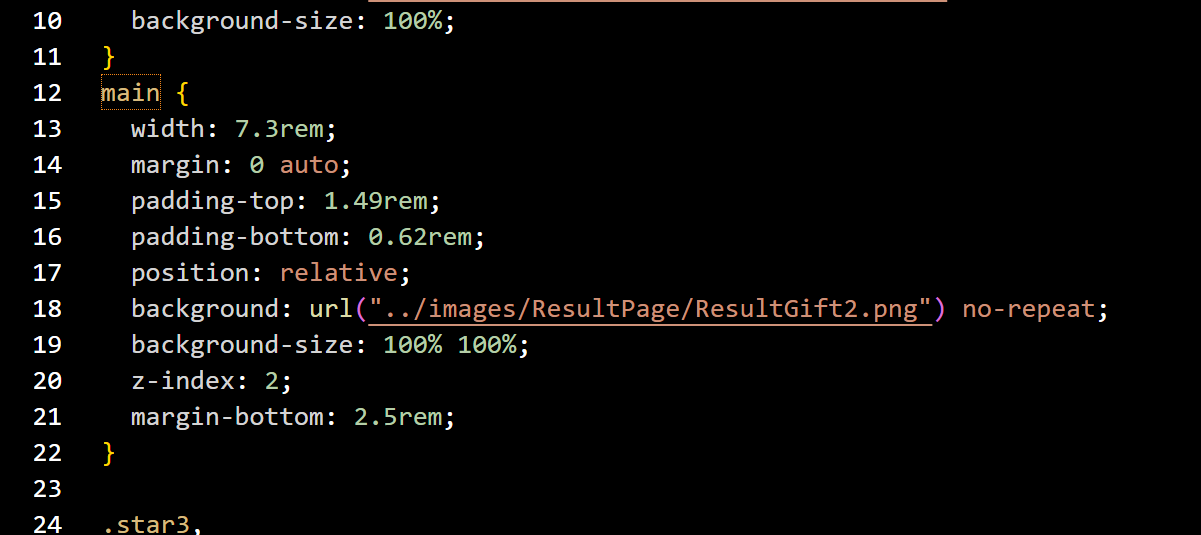 10 background-size: 100%;
11 }
12 main {
13 width: 7.3rem;
14 margin: 0 auto;
15 padding-top: 1.49rem;
16 padding-bottom: 0.62rem;
17 position: relative;
18 background: url("../images/ResultPage/ResultGift2.png") no-repeat;
19 background-size: 100% 100%;
20 z-index: 2;
21 margin-bottom: 2.5rem;
22 }
23
24 .star3,